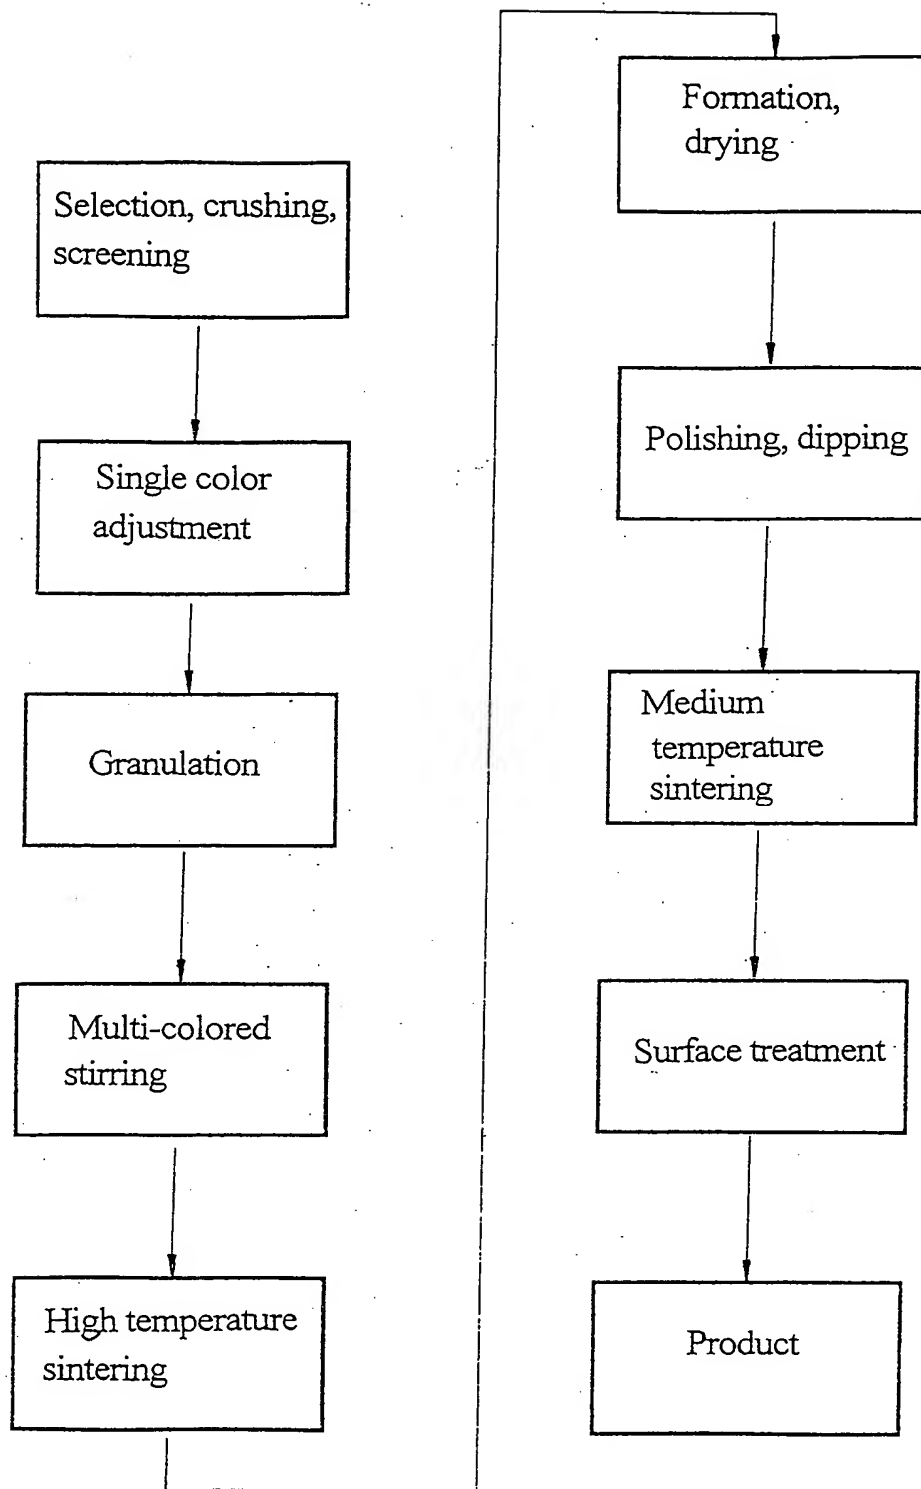 Selection, crushing,
screening
Single color
adjustment
Granulation
Multi-colored
stirring
High temperature
sintering
Formation,
drying
Polishing, dipping
Medium
temperature
sintering
Surface treatment
Product